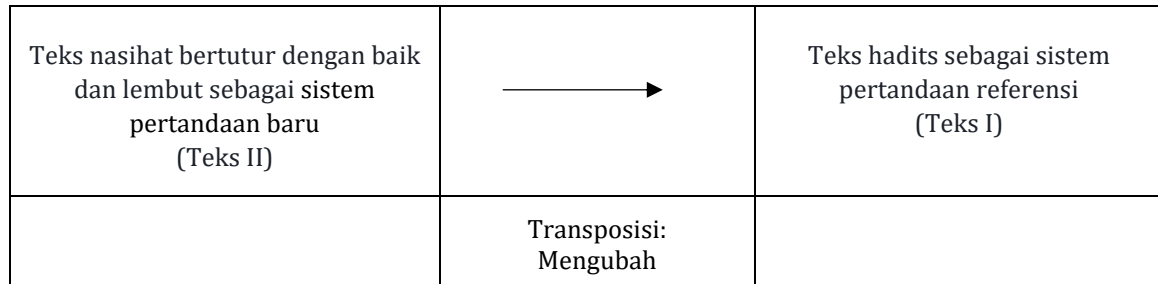 Teks nasihat bertutur dengan baik
dan lembut sebagai sistem
pertandaan baru
(Teks II)
Teks hadits sebagai sistem
pertandaan referensi
(Teks I)
Transposisi:
Mengubah